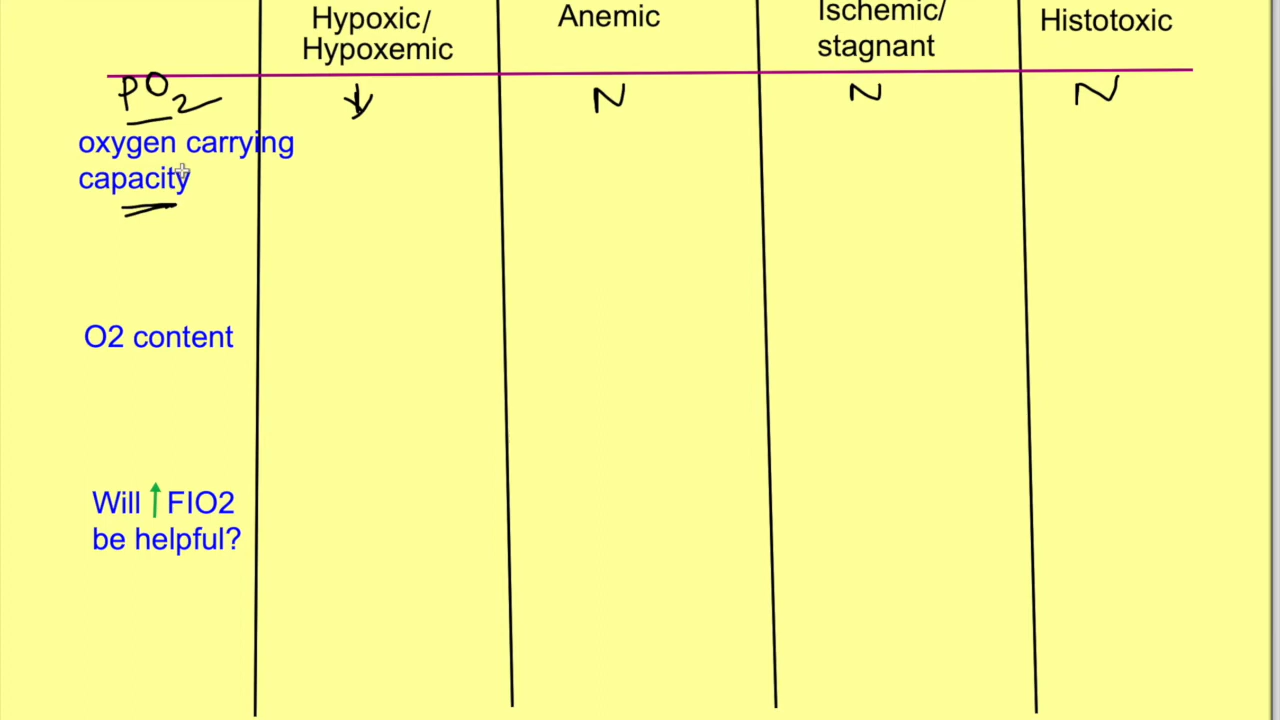 Hypoxic/
Hypoxemic
Anemic
Ischemic/
stagnant
Histotoxic
PO2 ↓ N N N
oxygen carrying
capacity
O2 content
Will ↑ FIO2
be helpful?